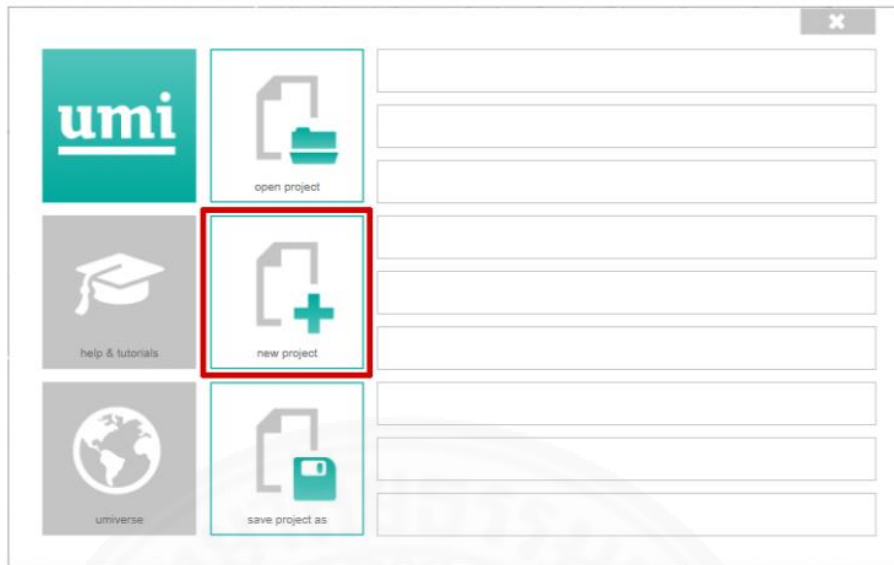 umi
open project
help & tutorials
new project
umiverse
save project as